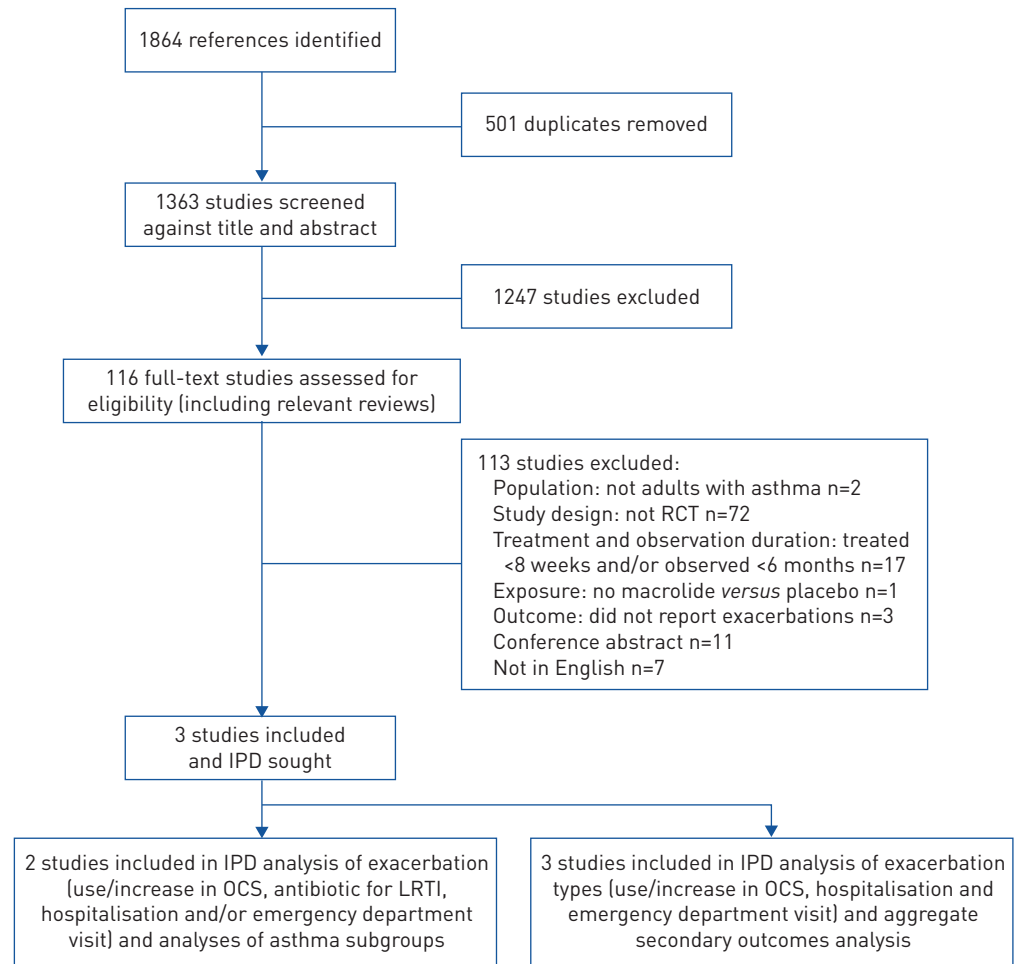 1864 references identified
501 duplicates removed
1363 studies screened
against title and abstract
1247 studies excluded
116 full-text studies assessed for
eligibility (including relevant reviews)
113 studies excluded:
Population: not adults with asthma n=2
Study design: not RCT n=72
Treatment and observation duration: treated
<8 weeks and/or observed <6 months n=17
Exposure: no macrolide versus placebo n=1
Outcome: did not report exacerbations n=3
Conference abstract n=11
Not in English n=7
3 studies included
and IPD sought
2 studies included in IPD analysis of exacerbation
(use/increase in OCS, antibiotic for LRTI,
hospitalisation and/or emergency department
visit) and analyses of asthma subgroups
3 studies included in IPD analysis of exacerbation
types (use/increase in OCS, hospitalisation and
emergency department visit) and aggregate
secondary outcomes analysis